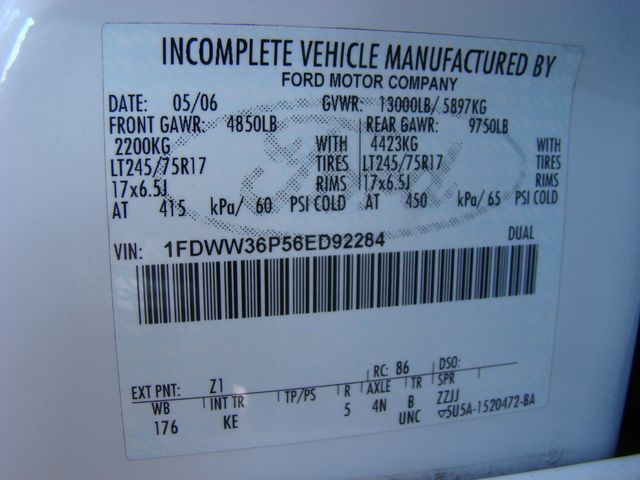 INCOMPLETE VEHICLE MANUFACTURED BY
FORD MOTOR COMPANY
DATE: 05/06 GVWR: 13000LB/ 5897KG
FRONT GAWR: 4850LB REAR GAWR: 9750LB
2200KG WITH 4423KG WITH
LT245/75R17 TIRES LT245/75R17 TIRES
17x6.5J RIMS 17x6.5J RIMS
AT 415 kPa/ 60 PSI COLD AT 450 kPa/ 65 PSI COLD
VIN: 1FDWW36P56ED92284 DUAL
Ford
EXT PNT: Z1 RC: 86 DSO:
WB INT TR TP/PS R AXLE TR SPR
176 KE 5 4N B ZZJJ
UNC ▽5U5A-1520472-BA